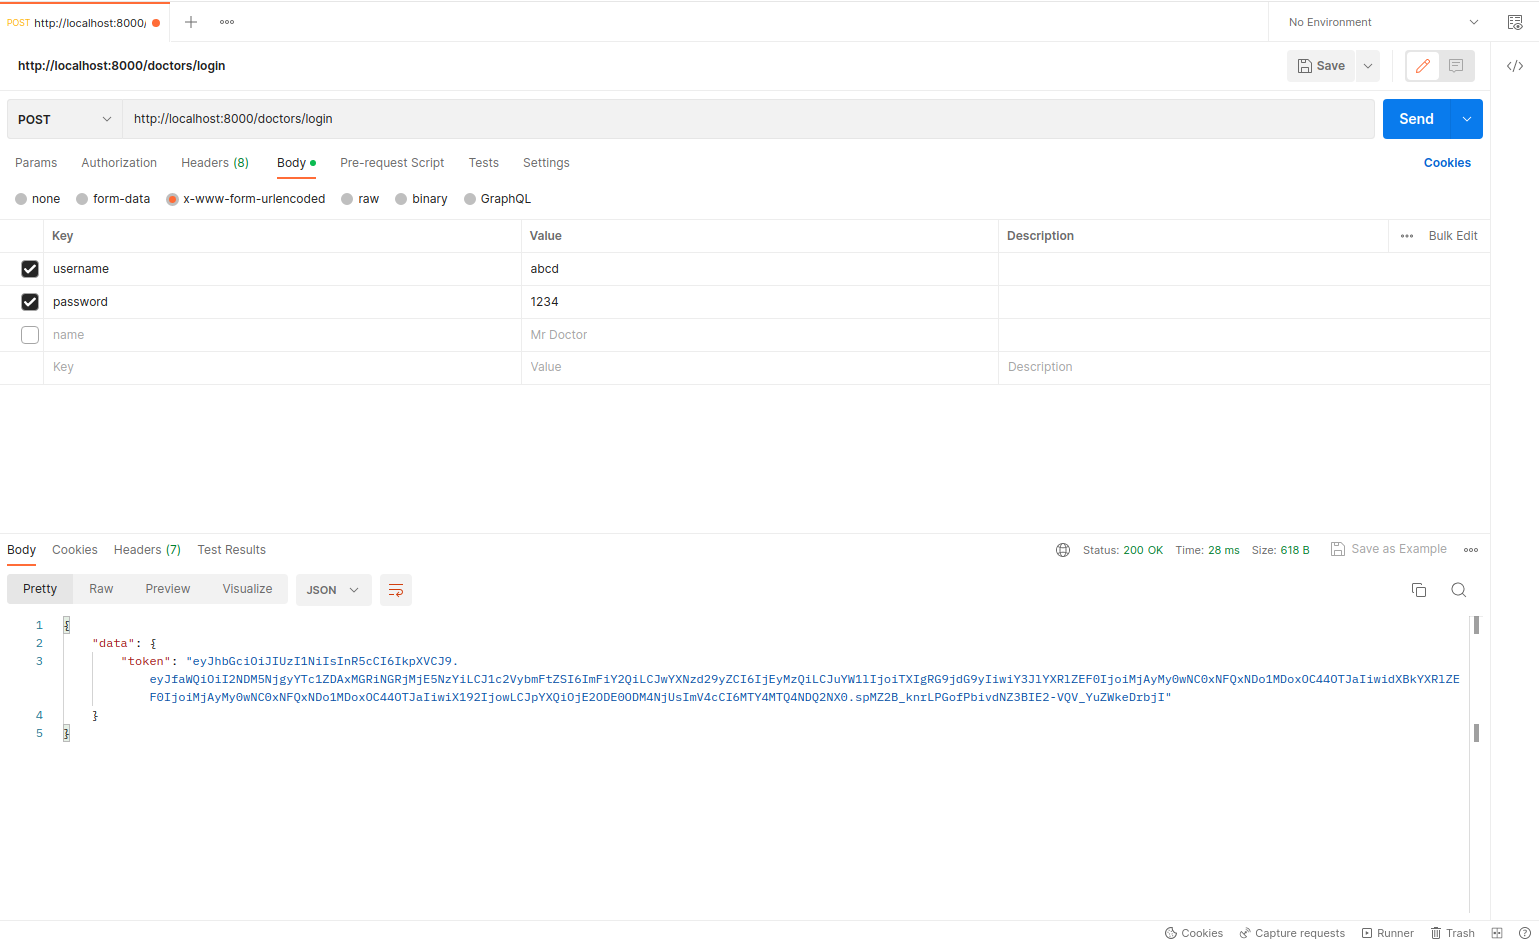 POST http://localhost:8000/
No Environment
http://localhost:8000/doctors/login
Save
POST http://localhost:8000/doctors/login Send
Params Authorization Headers (8) Body Pre-request Script Tests Settings Cookies
none form-data x-www-form-urlencoded raw binary GraphQL
Key Value Description Bulk Edit
username abcd
password 1234
name Mr Doctor
Key Value Description
Body Cookies Headers (7) Test Results Status: 200 OK Time: 28 ms Size: 618 B Save as Example
Pretty Raw Preview Visualize JSON
1 {
2 "data": {
3 "token": "eyJhbGciOiJIUzI1NiIsInR5cCI6IkpXVCJ9.
eyJfaWQiOiI2NDM5NjgyYTc1ZDAxMGRiNGRjMjE5NzYiLCJ1c2VybmFtZSI6ImFiY2QiLCJwYXNzd29yZCI6IjEyMzQiLCJuYW1lIjoiTXIgRG9jdG9yIiwiY3JlYXRlZEF0IjoiMjAyMy0wNC0xNFQxNDo1MDoxOC44OTJaIiwidXBkYXRlZE
F0IjoiMjAyMy0wNC0xNFQxNDo1MDoxOC44OTJaIiwiX192IjowLCJpYXQiOjE2ODE0ODM4NjUsImV4cCI6MTY4MTQ4NDQ2NX0.spMZ2B_knrLPGofPbivdNZ3BIE2-VQV_YuZWkeDrbjI"
4 }
5 }
Cookies Capture requests Runner Trash